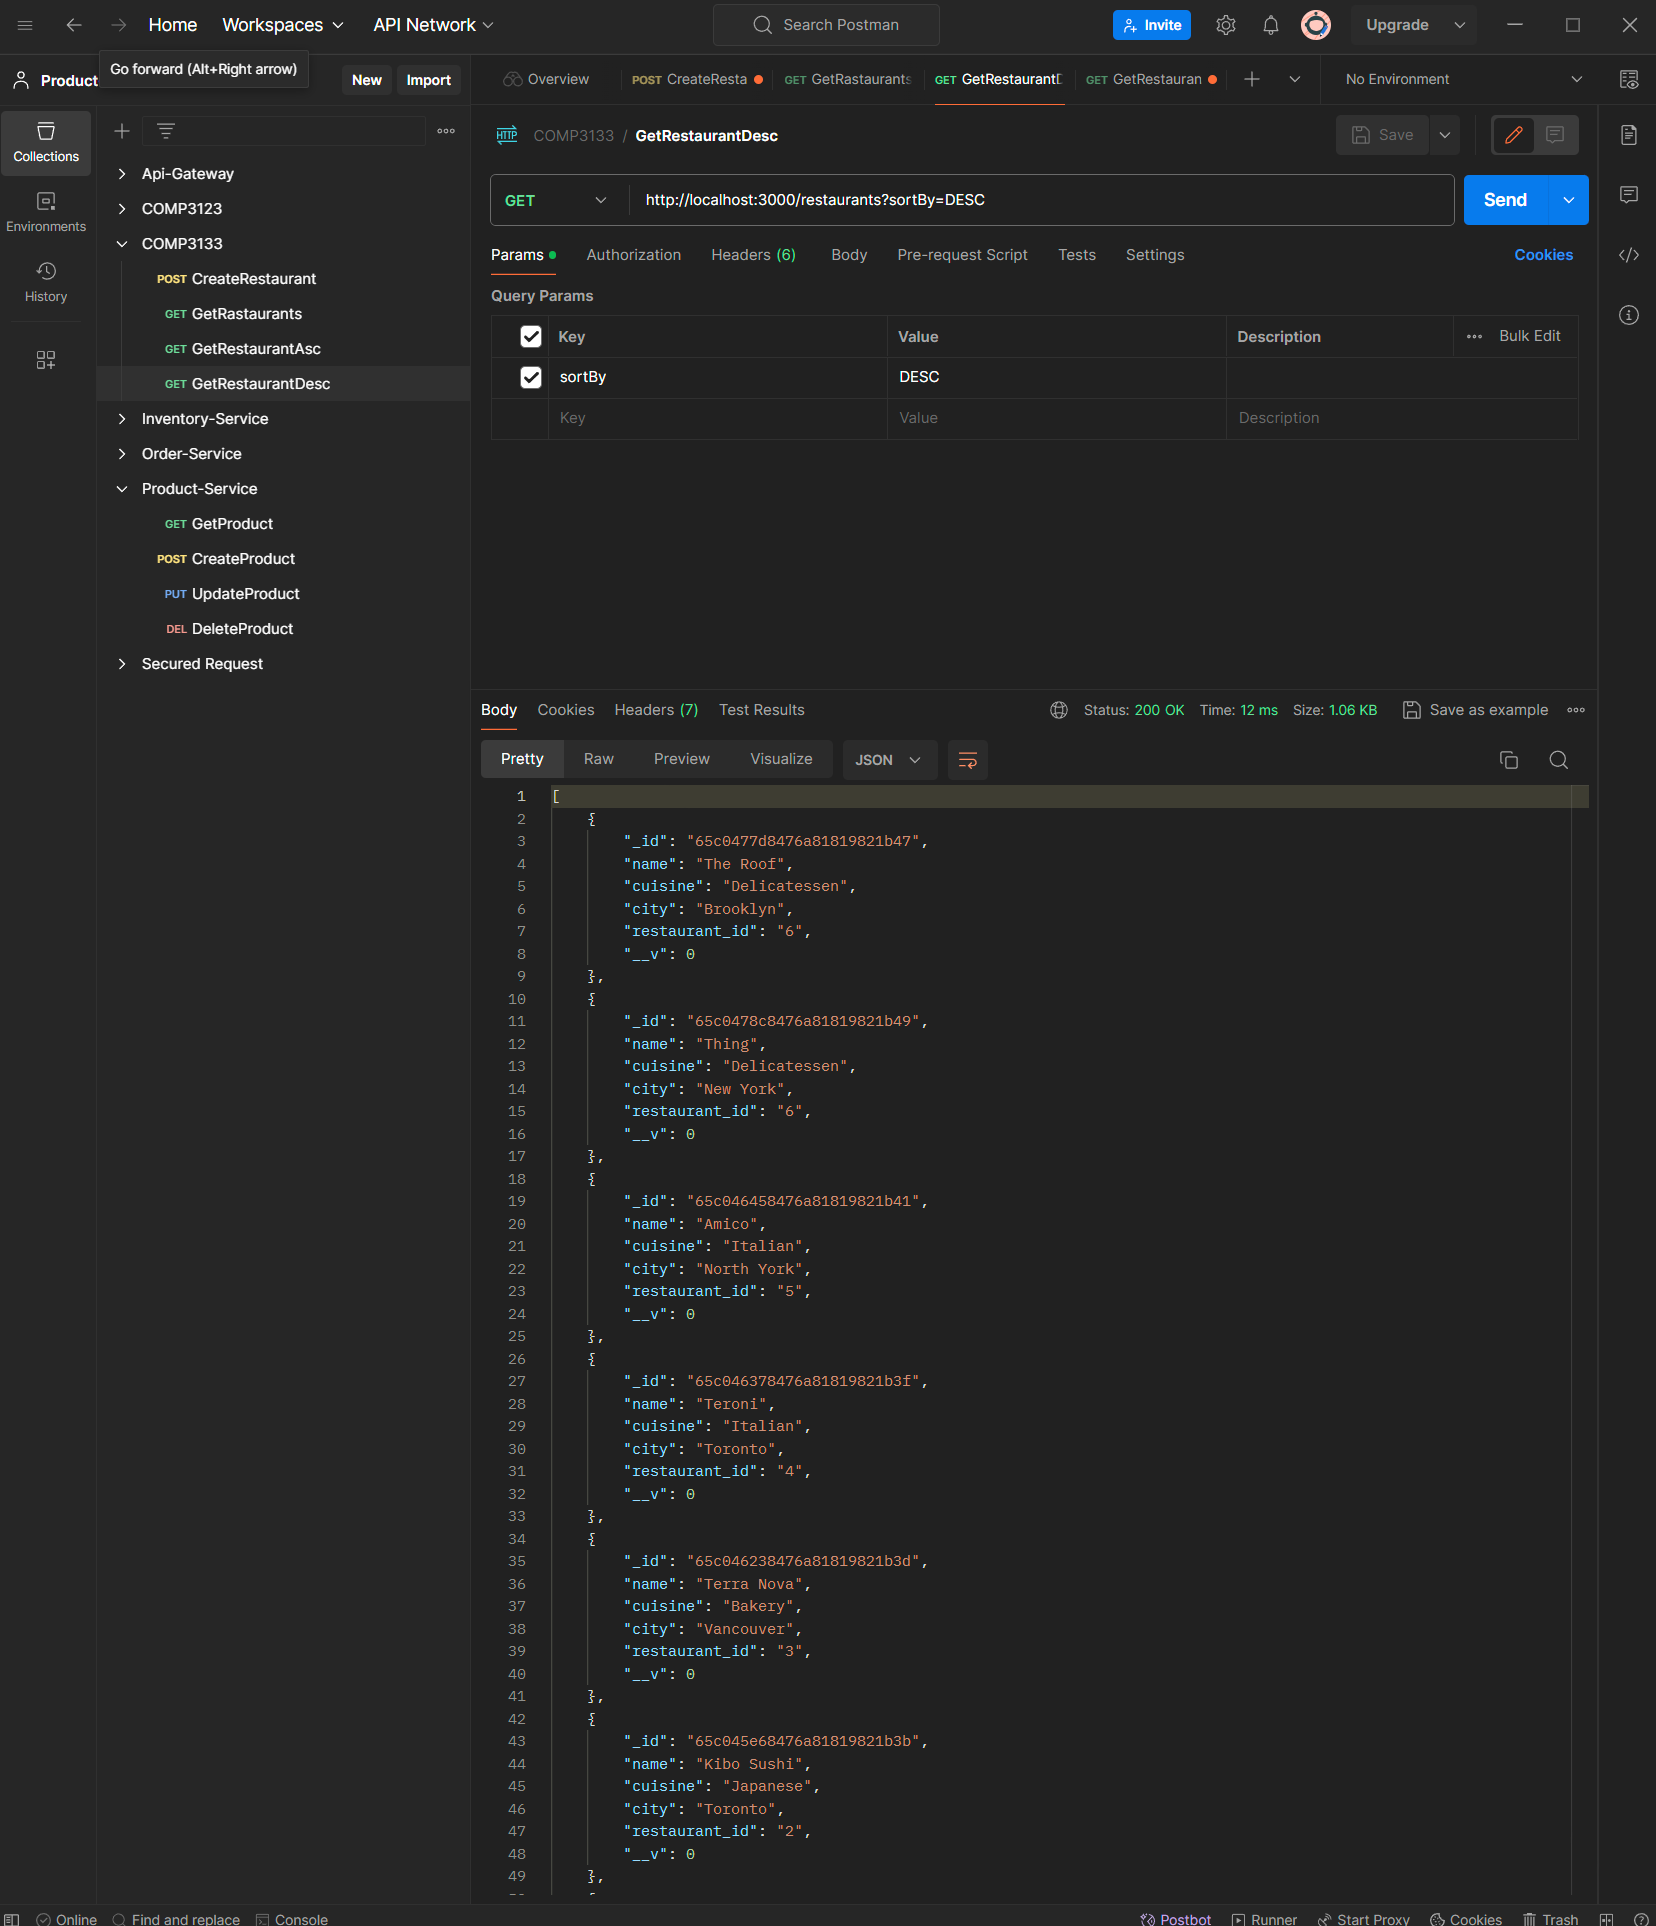 Home Workspaces API Network Search Postman Invite Upgrade
Go forward (Alt+Right arrow)
Product New Import
Overview POST CreateResta GET GetRastaurants GET GetRestaurantD GET GetRestauran No Environment
Collections
Environments
History
Api-Gateway
COMP3123
COMP3133
POST CreateRestaurant
GET GetRastaurants
GET GetRestaurantAsc
GET GetRestaurantDesc
Inventory-Service
Order-Service
Product-Service
GET GetProduct
POST CreateProduct
PUT UpdateProduct
DEL DeleteProduct
Secured Request
HTTP COMP3133 / GetRestaurantDesc Save
GET http://localhost:3000/restaurants?sortBy=DESC Send
Params Authorization Headers (6) Body Pre-request Script Tests Settings Cookies
Query Params
Key Value Description Bulk Edit
sortBy DESC
Key Value Description
Body Cookies Headers (7) Test Results Status: 200 OK Time: 12 ms Size: 1.06 KB Save as example
Pretty Raw Preview Visualize JSON
1 [
2 {
3 "_id": "65c0477d8476a81819821b47",
4 "name": "The Roof",
5 "cuisine": "Delicatessen",
6 "city": "Brooklyn",
7 "restaurant_id": "6",
8 "__v": 0
9 },
10 {
11 "_id": "65c0478c8476a81819821b49",
12 "name": "Thing",
13 "cuisine": "Delicatessen",
14 "city": "New York",
15 "restaurant_id": "6",
16 "__v": 0
17 },
18 {
19 "_id": "65c046458476a81819821b41",
20 "name": "Amico",
21 "cuisine": "Italian",
22 "city": "North York",
23 "restaurant_id": "5",
24 "__v": 0
25 },
26 {
27 "_id": "65c046378476a81819821b3f",
28 "name": "Teroni",
29 "cuisine": "Italian",
30 "city": "Toronto",
31 "restaurant_id": "4",
32 "__v": 0
33 },
34 {
35 "_id": "65c046238476a81819821b3d",
36 "name": "Terra Nova",
37 "cuisine": "Bakery",
38 "city": "Vancouver",
39 "restaurant_id": "3",
40 "__v": 0
41 },
42 {
43 "_id": "65c045e68476a81819821b3b",
44 "name": "Kibo Sushi",
45 "cuisine": "Japanese",
46 "city": "Toronto",
47 "restaurant_id": "2",
48 "__v": 0
49 },
Online Find and replace Console Postbot Runner Start Proxy Cookies Trash